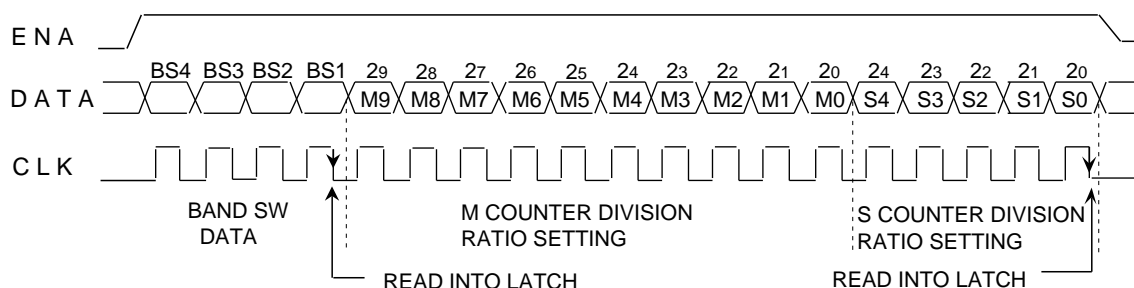 ENA
BS4 BS3 BS2 BS1 29 28 27 26 25 24 23 22 21 20 24 23 22 21 20
DATA M9 M8 M7 M6 M5 M4 M3 M2 M1 M0 S4 S3 S2 S1 S0
CLK
BAND SW
DATA
M COUNTER DIVISION
RATIO SETTING
S COUNTER DIVISION
RATIO SETTING
READ INTO LATCH
READ INTO LATCH